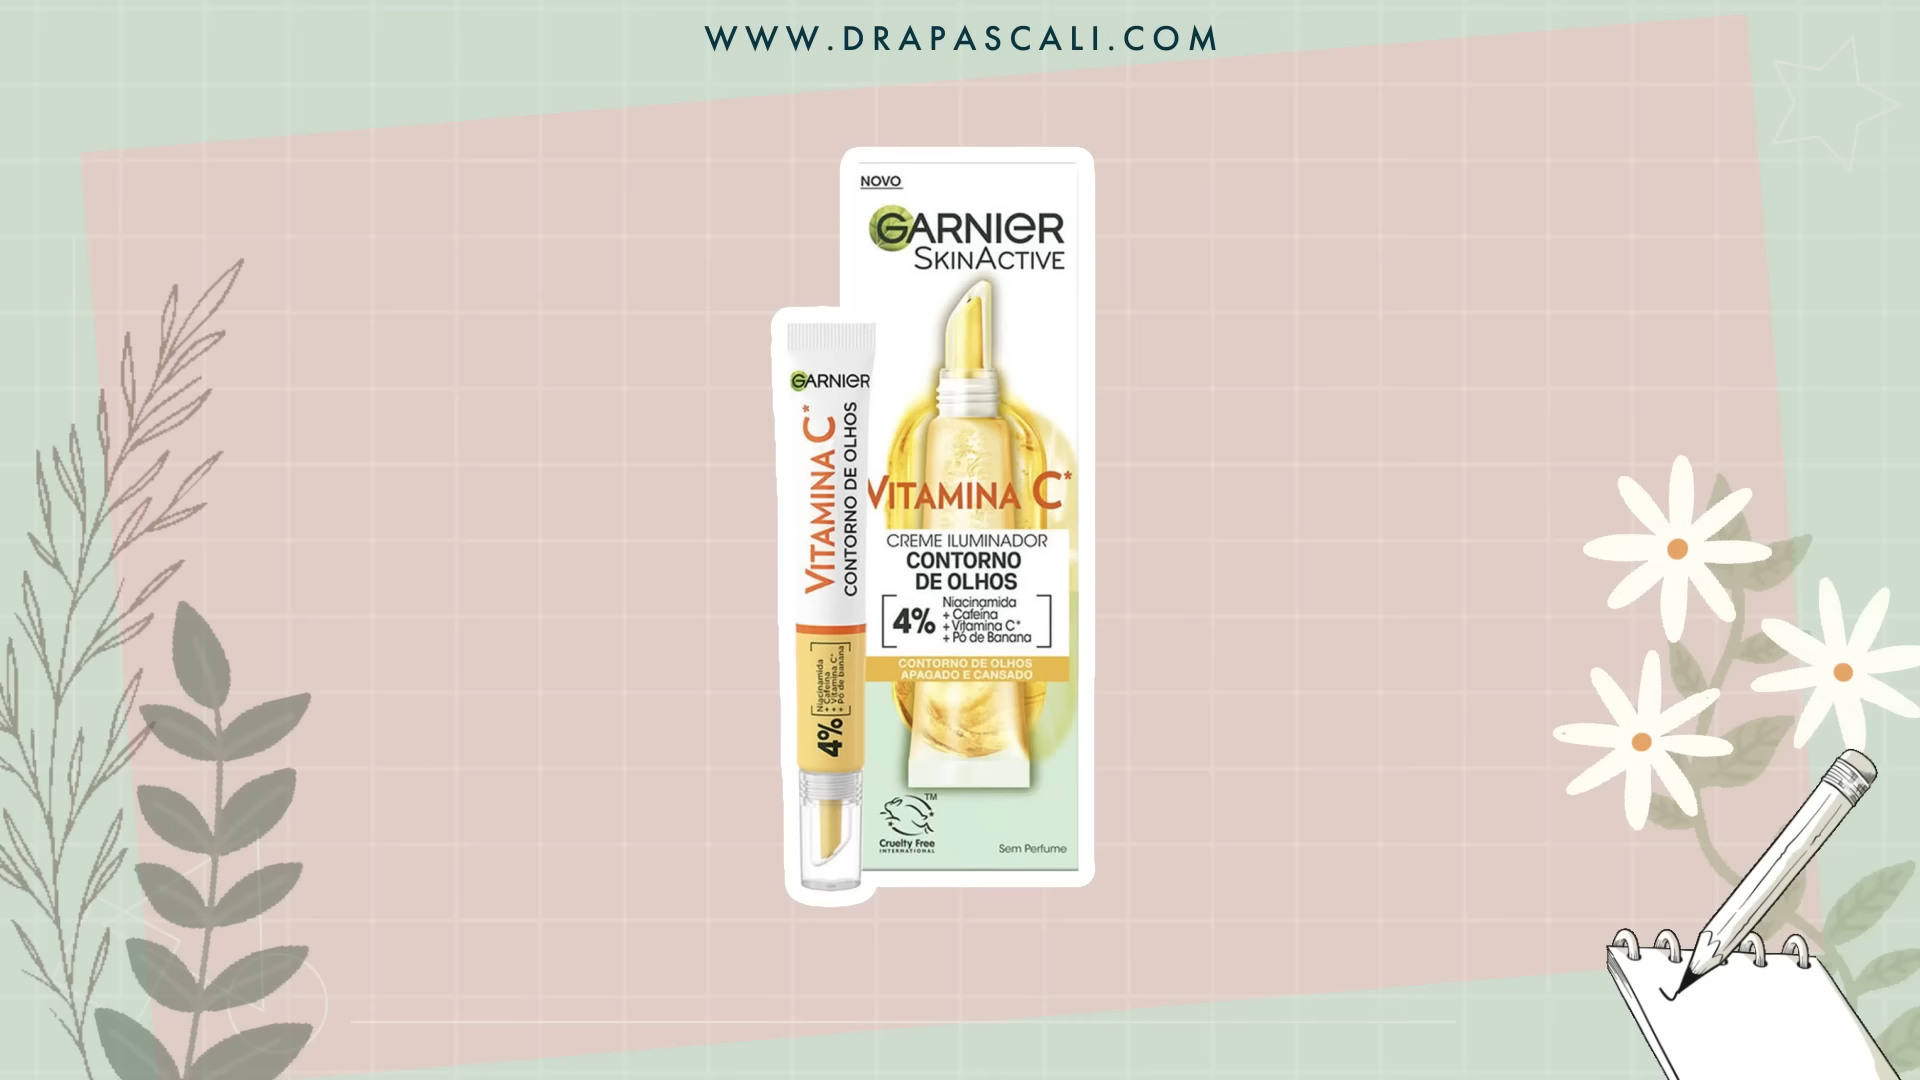 WWW.DRAPASCALI.COM
NOVO
GARNIER
SKINACTIVE
VITAMINA C*
CREME ILUMINADOR
CONTORNO
DE OLHOS
4%
Niacinamida
+ Cafeína
+ Vitamina C*
+ Pó de Banana
CONTORNO DE OLHOS
APAGADO E CANSADO
TM
Cruelty Free
INTERNATIONAL
Sem Perfume
GARNIER
VITAMINA C*
CONTORNO DE OLHOS
4%
Niacinamida
+ Cafeína
+ Vitamina C*
+ Pó de banana